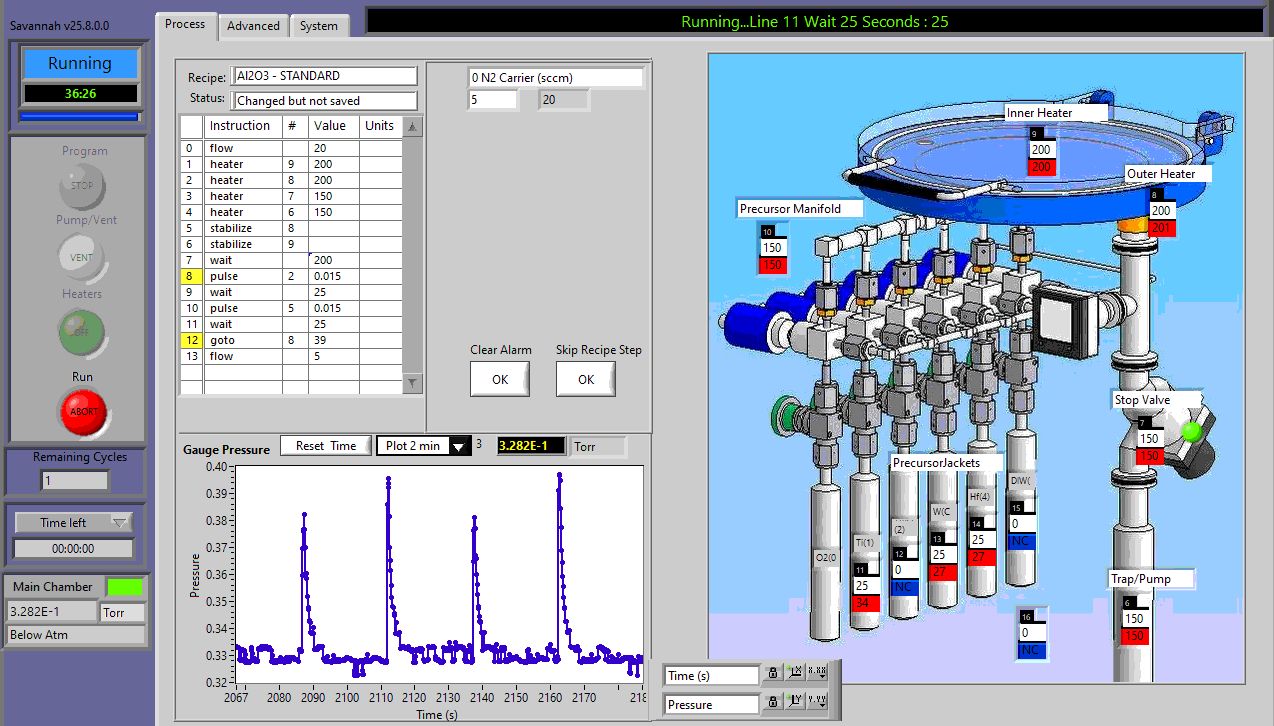 Savannah v25.8.0.0
Process Advanced System
Running...Line 11 Wait 25 Seconds : 25
Running
36:26
Program
STOP
Pump/Vent
VENT
Heaters
OFF
Run
ABORT
Remaining Cycles
1
Time left
00:00:00
Main Chamber
3.282E-1 Torr
Below Atm
Recipe: Al2O3 - STANDARD
Status: Changed but not saved
Instruction # Value Units
0 flow 20
1 heater 9 200
2 heater 8 200
3 heater 7 150
4 heater 6 150
5 stabilize 8
6 stabilize 9
7 wait 200
8 pulse 2 0.015
9 wait 25
10 pulse 5 0.015
11 wait 25
12 goto 8 39
13 flow 5
0 N2 Carrier (sccm)
5 20
Clear Alarm Skip Recipe Step
OK OK
Gauge Pressure Reset Time Plot 2 min 3 3.282E-1 Torr
Pressure
0.40
0.39
0.38
0.37
0.36
0.35
0.34
0.33
0.32
2067 2080 2090 2100 2110 2120 2130 2140 2150 2160 2170 218
Time (s)
Time (s)
Pressure
Inner Heater
9
200
200
Outer Heater
8
200
201
Precursor Manifold
10
150
150
Stop Valve
7
150
150
PrecursorJackets
O2(0
TI(1)
11
25
34
(2)
12
0
NC
W(C
13
25
27
Hf(4)
14
25
27
DIW(
15
0
NC
16
0
NC
Trap/Pump
6
150
150